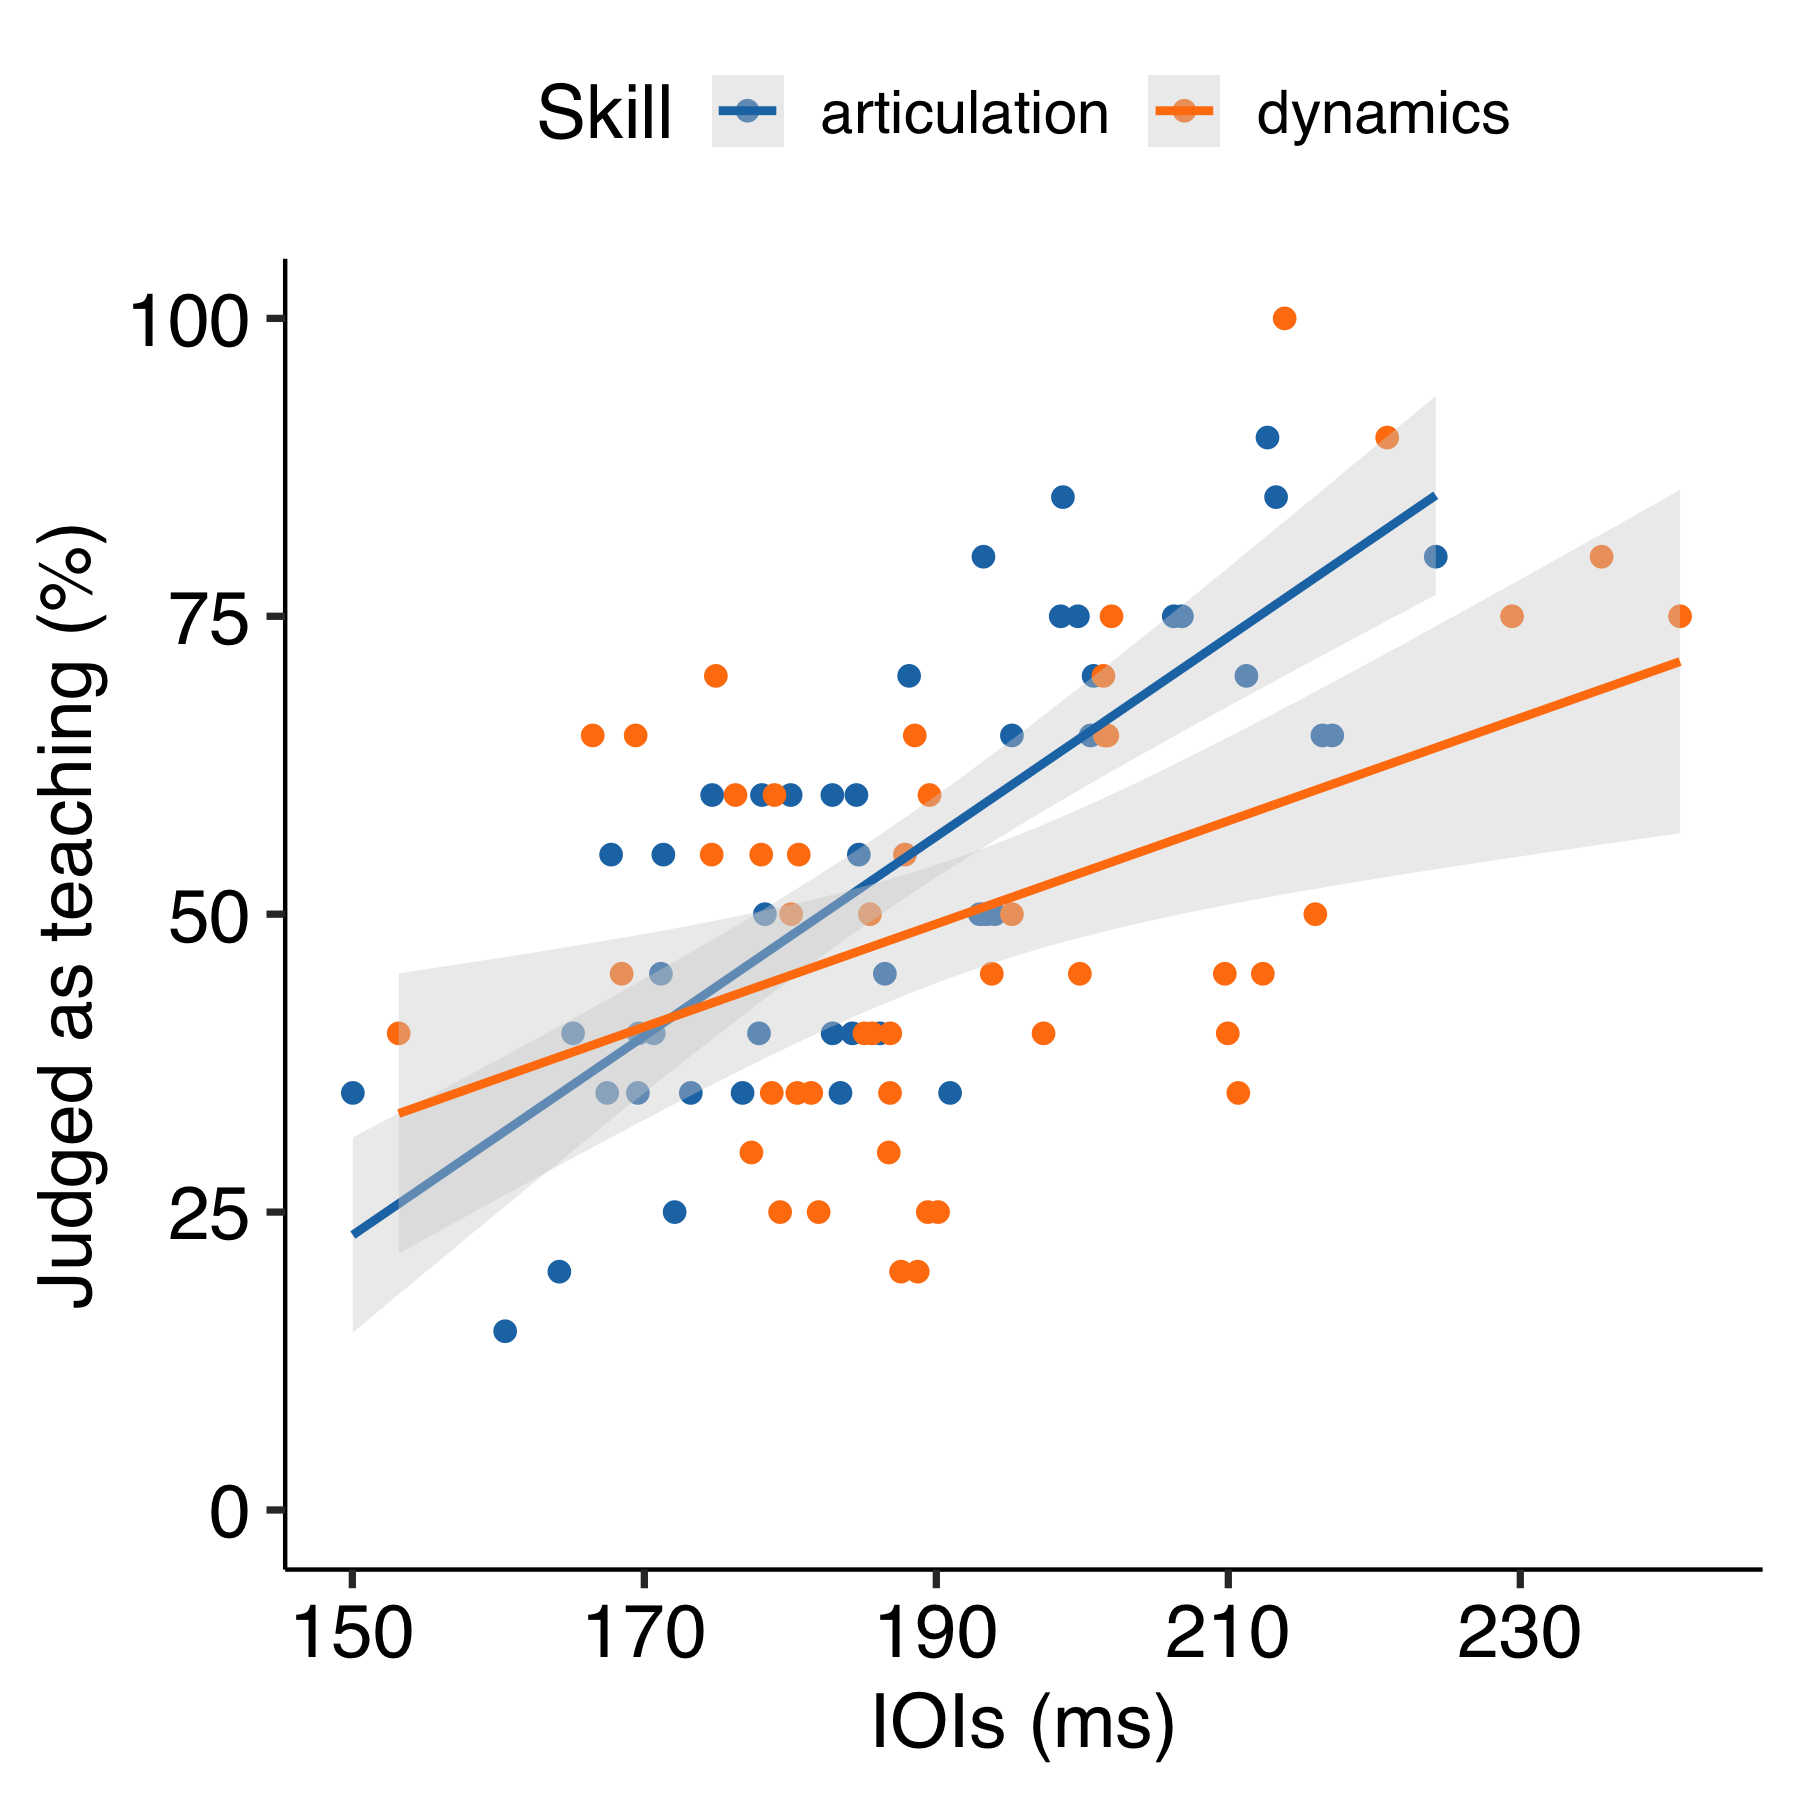 Skill articulation dynamics
Judged as teaching (%)
100
75
50
25
0
150 170 190 210 230
IOIs (ms)